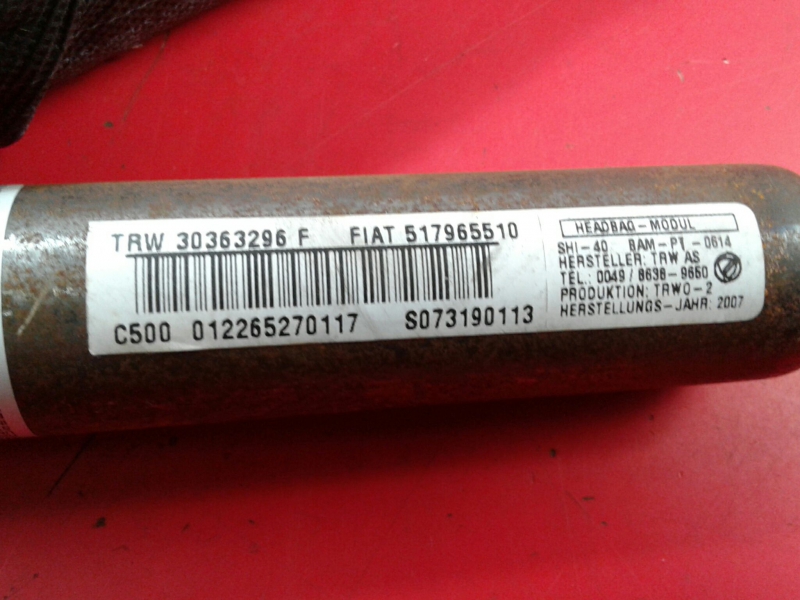 TRW 30363296 F FIAT 517965510
C500 012265270117 S073190113
HEADBAG-MODUL
SHI-40 BAM-PT-0614
HERSTELLER: TRW AS
TEL.: 0049/8638-9650
PRODUKTION: TRWO-2
HERSTELLUNGS-JAHR: 2007